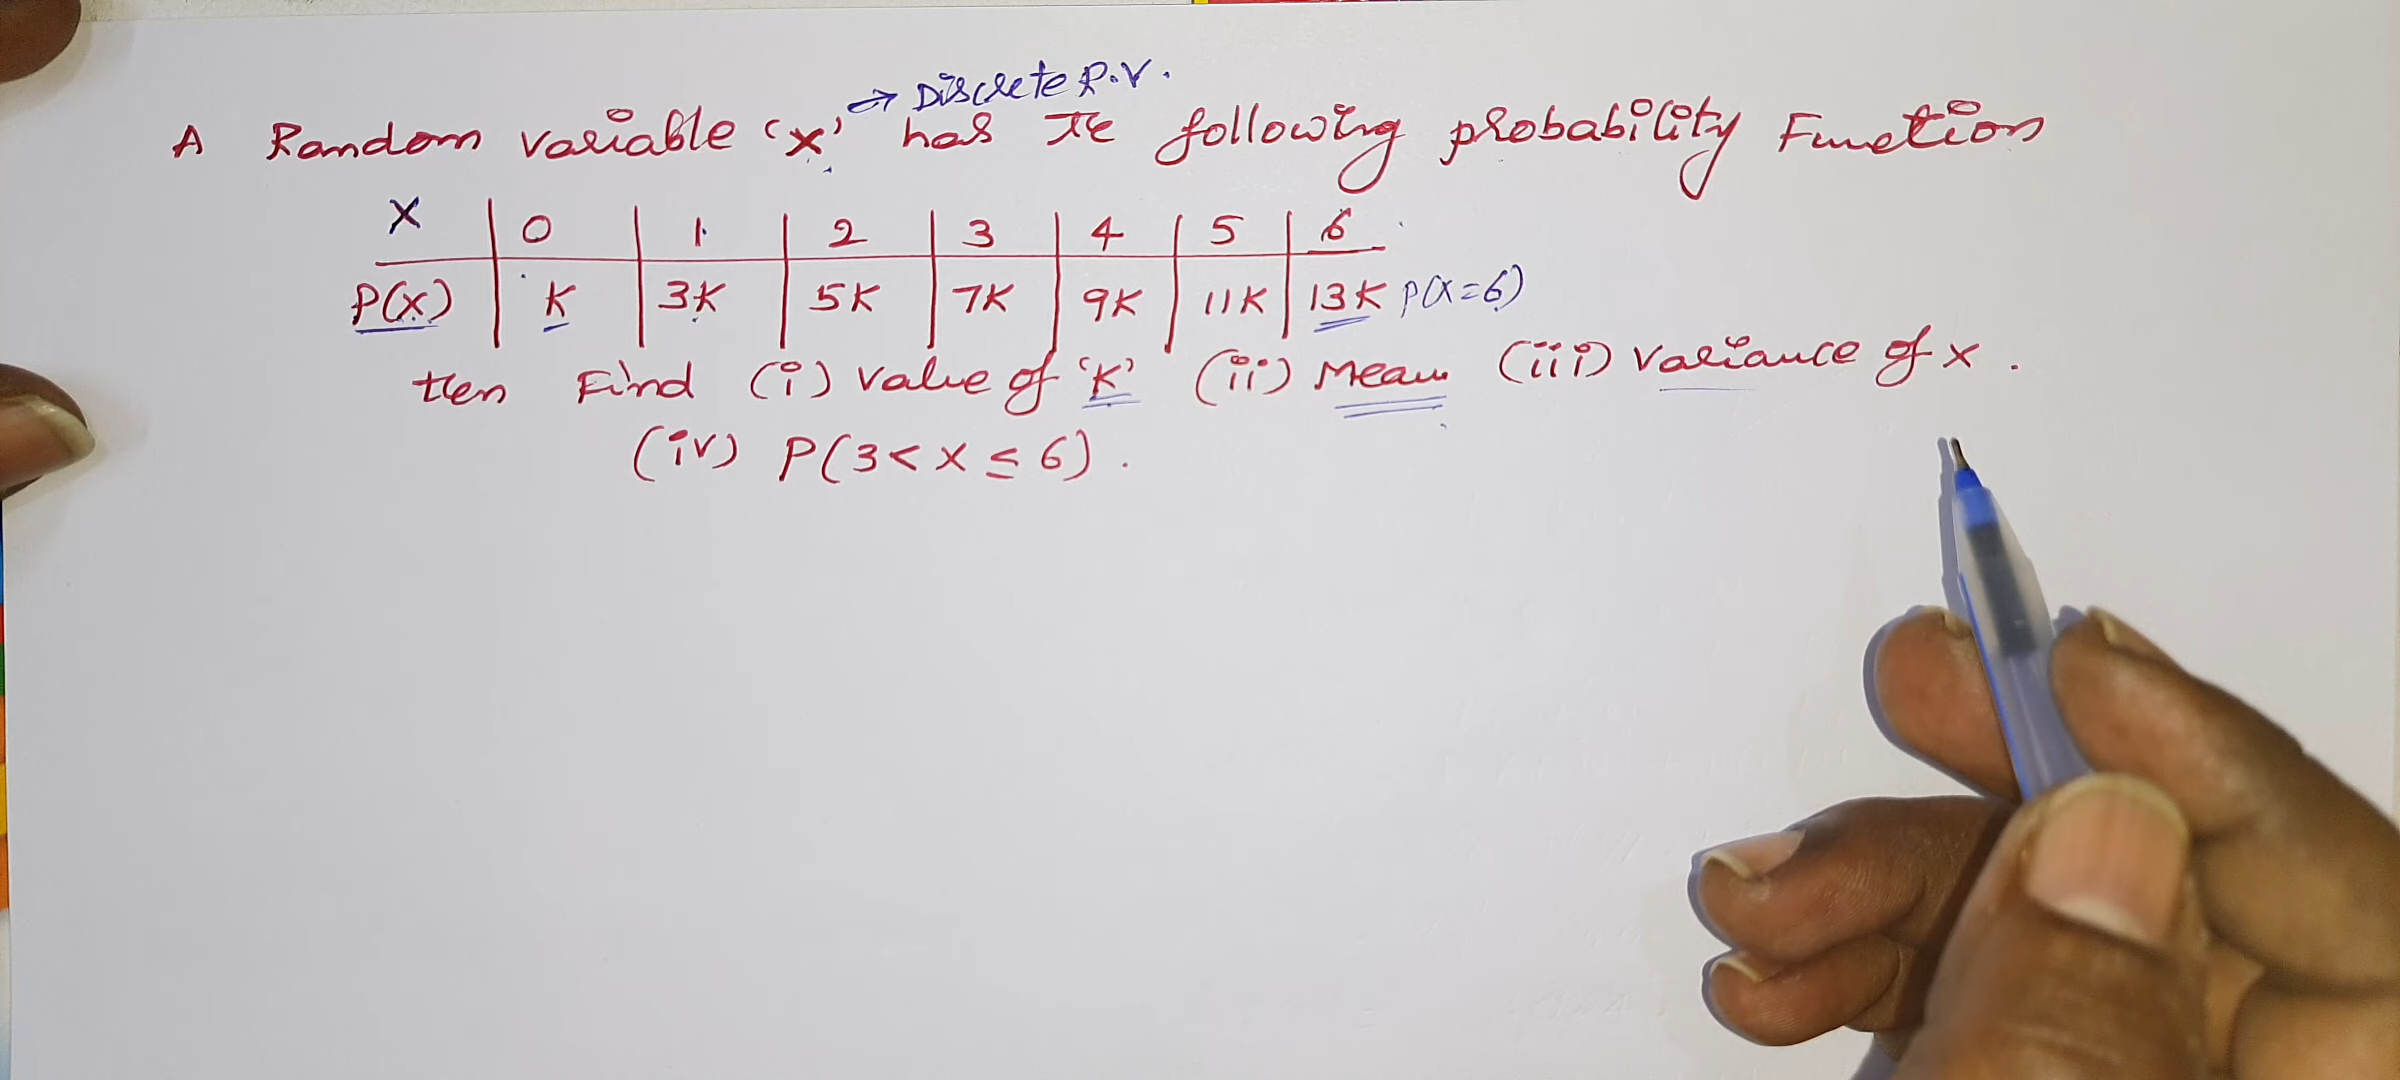 → Discrete R.V.
A Random variable 'x' has the following probability Function
X | 0 | 1 | 2 | 3 | 4 | 5 | 6
P(X) | K | 3K | 5K | 7K | 9K | 11K | 13K P(X=6)
then Find (i) value of 'K' (ii) Mean (iii) Variance of x.
(iv) P(3<x≤6).